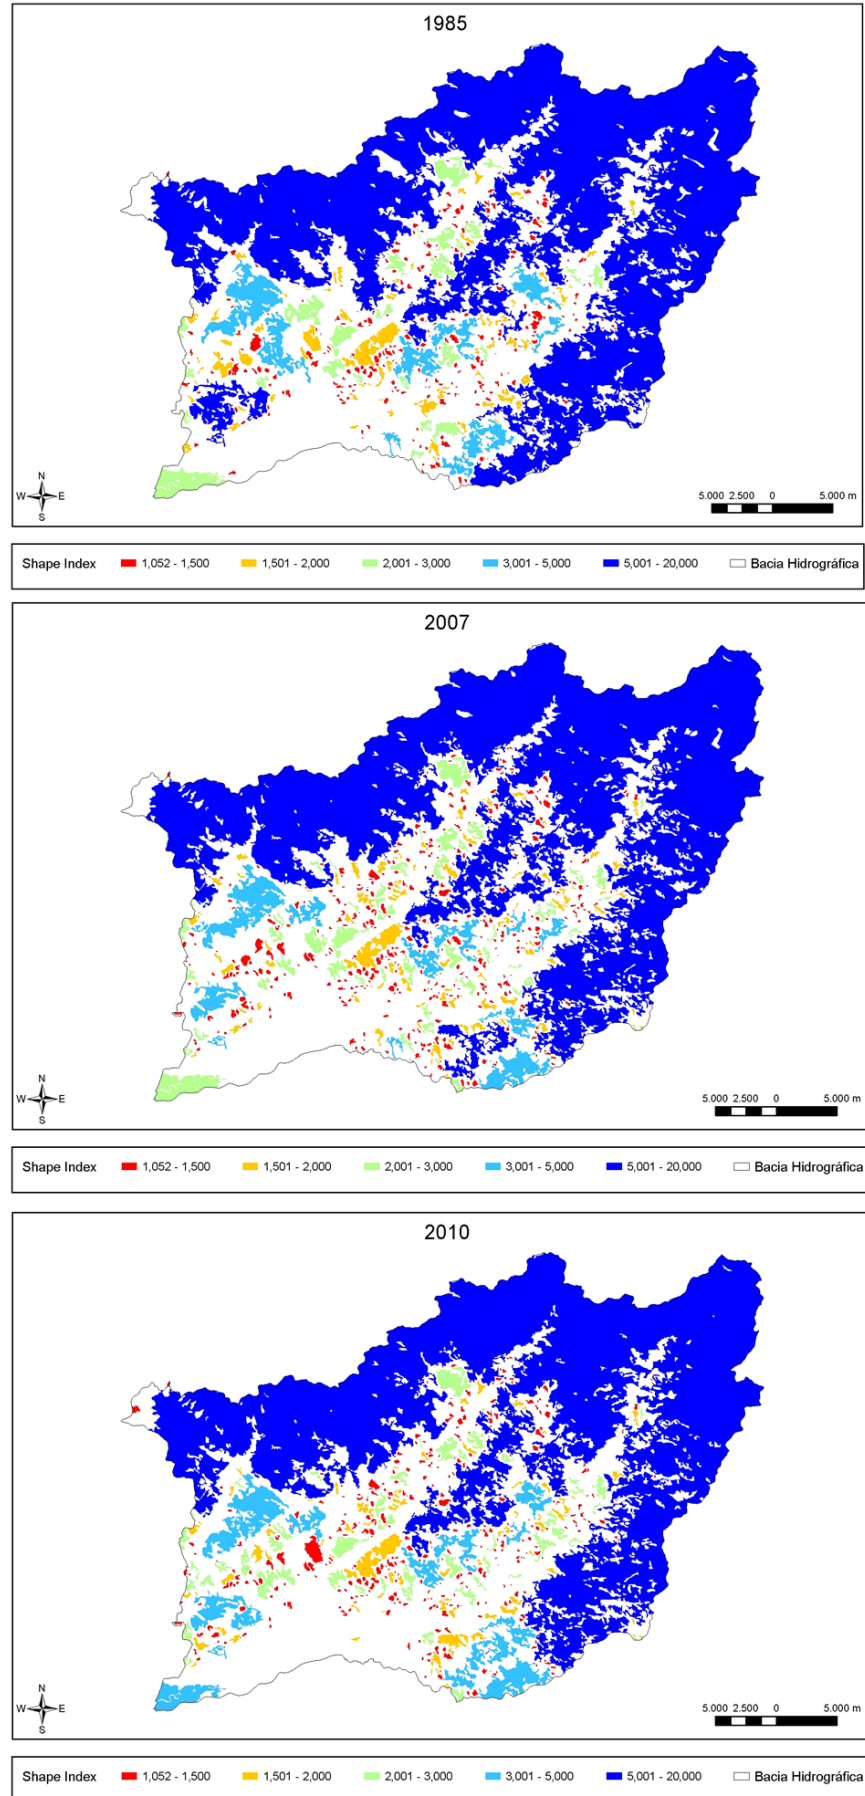 1985
N
W E
S
5.000 2.500 0 5.000 m
Shape Index 1,052 - 1,500 1,501 - 2,000 2,001 - 3,000 3,001 - 5,000 5,001 - 20,000 Bacia Hidrográfica
2007
N
W E
S
5.000 2.500 0 5.000 m
Shape Index 1,052 - 1,500 1,501 - 2,000 2,001 - 3,000 3,001 - 5,000 5,001 - 20,000 Bacia Hidrográfica
2010
N
W E
S
5.000 2.500 0 5.000 m
Shape Index 1,052 - 1,500 1,501 - 2,000 2,001 - 3,000 3,001 - 5,000 5,001 - 20,000 Bacia Hidrográfica